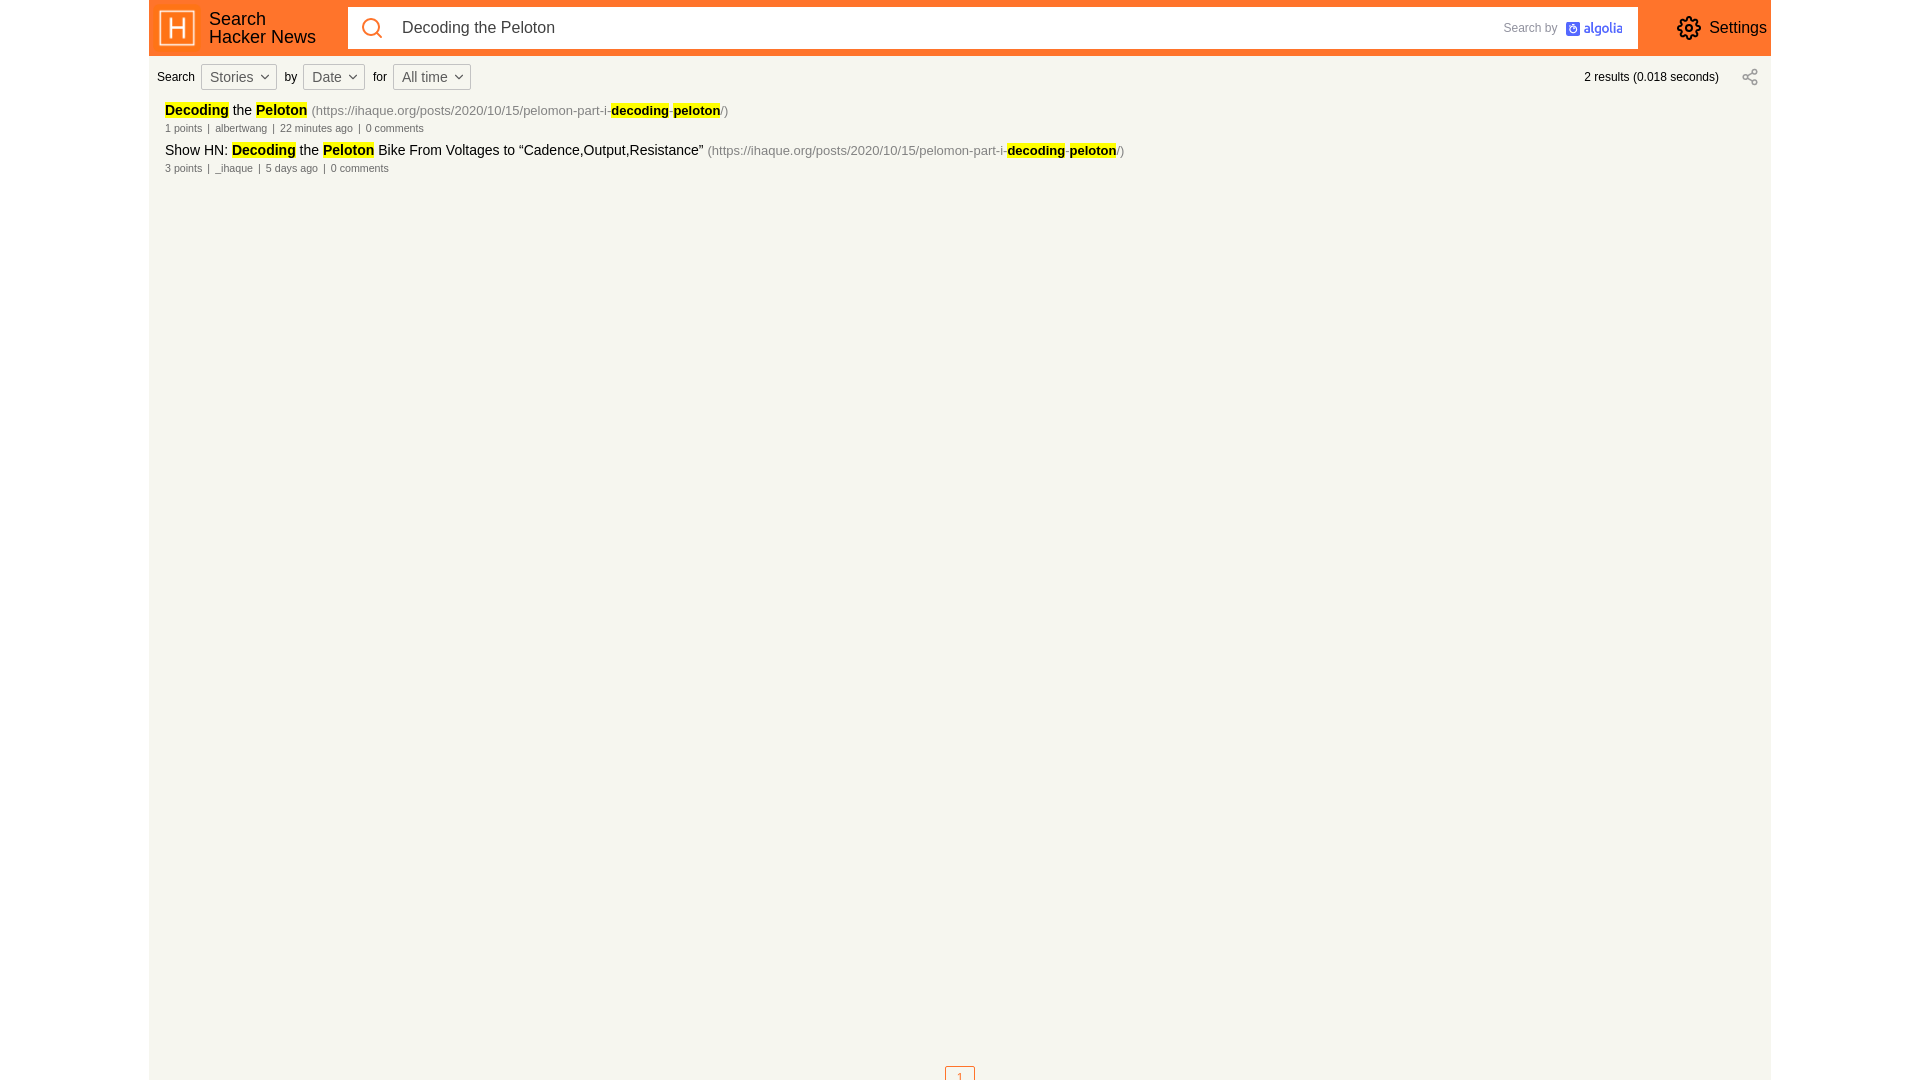 H
Search
Hacker News
Decoding the Peloton
Search by algolia
Settings
Search Stories by Date for All time
2 results (0.018 seconds)
Decoding the Peloton (https://ihaque.org/posts/2020/10/15/pelomon-part-i-decoding-peloton/)
1 points | albertwang | 22 minutes ago | 0 comments
Show HN: Decoding the Peloton Bike From Voltages to “Cadence,Output,Resistance” (https://ihaque.org/posts/2020/10/15/pelomon-part-i-decoding-peloton/)
3 points | _ihaque | 5 days ago | 0 comments
1